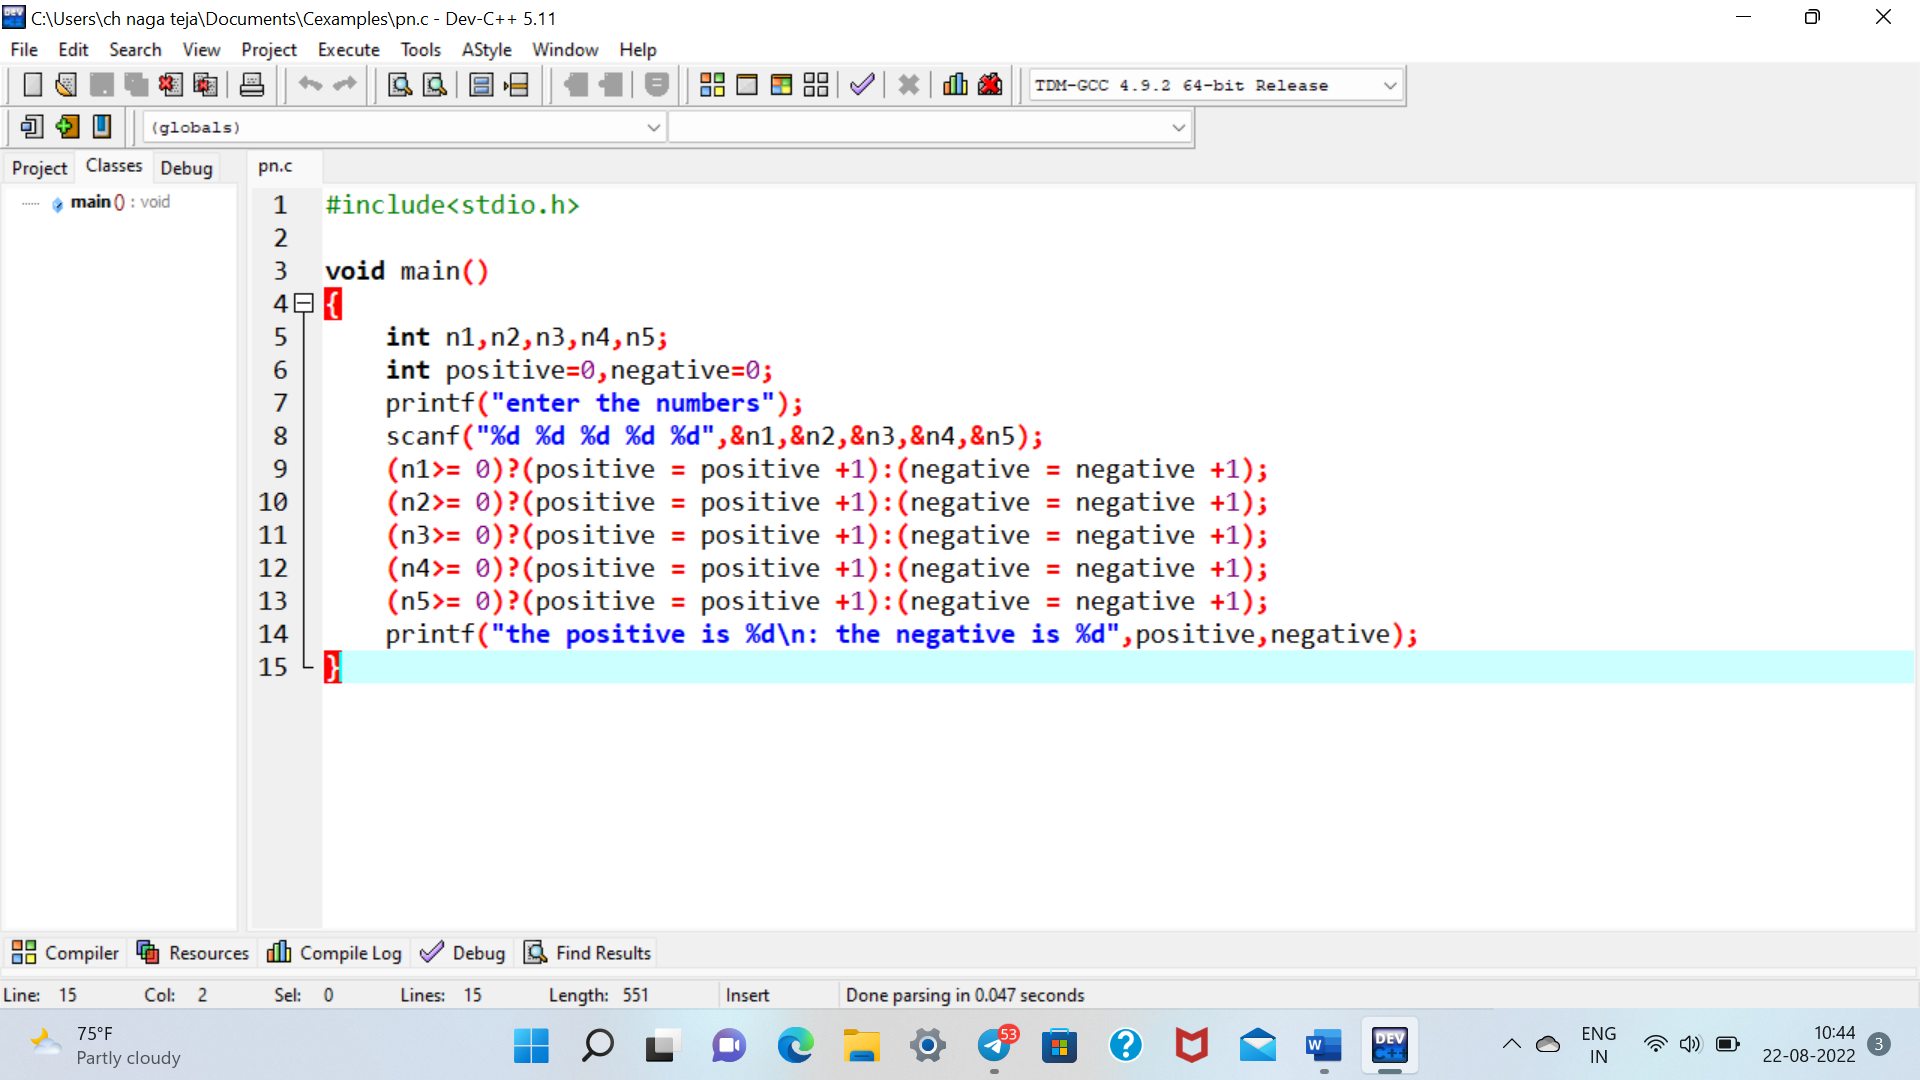 C:\Users\ch naga teja\Documents\Cexamples\pn.c - Dev-C++ 5.11
File Edit Search View Project Execute Tools AStyle Window Help
TDM-GCC 4.9.2 64-bit Release
(globals)
Project Classes Debug pn.c
main () : void
1 #include<stdio.h>
2
3 void main()
4 {
5 int n1,n2,n3,n4,n5;
6 int positive=0,negative=0;
7 printf("enter the numbers");
8 scanf("%d %d %d %d %d",&n1,&n2,&n3,&n4,&n5);
9 (n1>= 0)?(positive = positive +1):(negative = negative +1);
10 (n2>= 0)?(positive = positive +1):(negative = negative +1);
11 (n3>= 0)?(positive = positive +1):(negative = negative +1);
12 (n4>= 0)?(positive = positive +1):(negative = negative +1);
13 (n5>= 0)?(positive = positive +1):(negative = negative +1);
14 printf("the positive is %d\n: the negative is %d",positive,negative);
15 }
Compiler Resources Compile Log Debug Find Results
Line: 15 Col: 2 Sel: 0 Lines: 15 Length: 551 Insert Done parsing in 0.047 seconds
75°F
Partly cloudy
53
W
DEV
C++
ENG
IN
10:44
22-08-2022
3